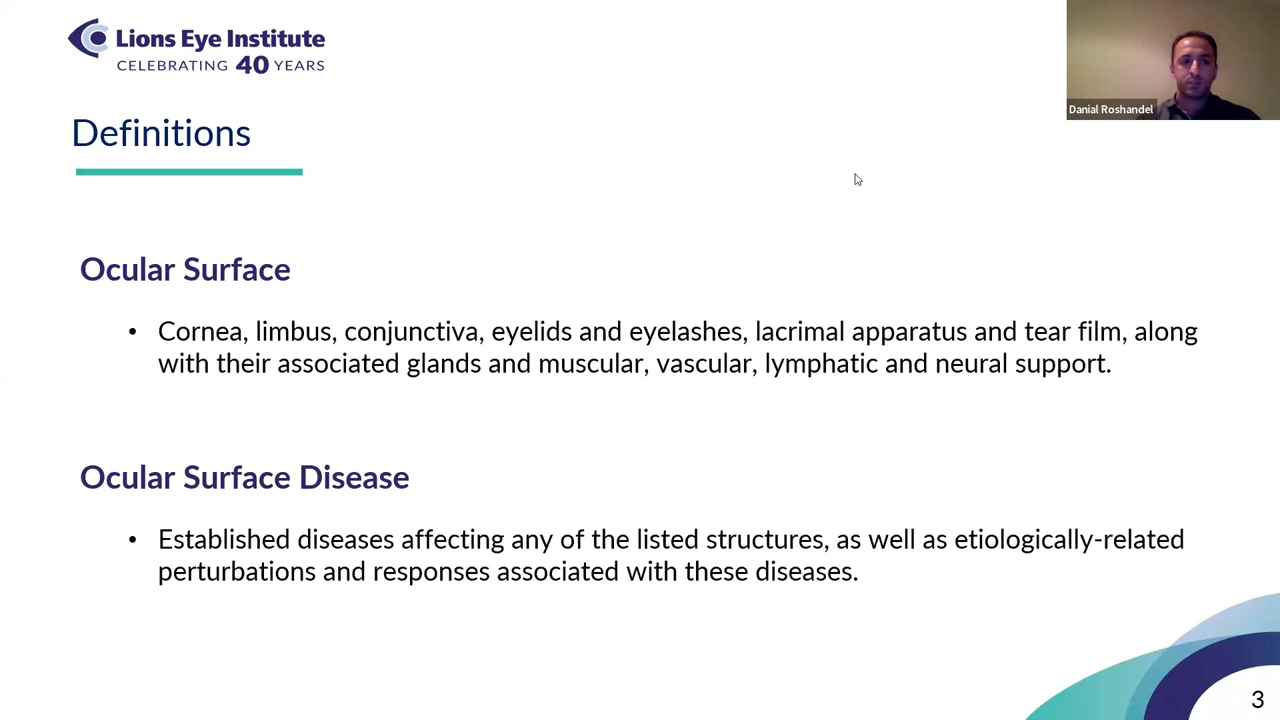 Lions Eye Institute
CELEBRATING 40 YEARS
Danial Roshandel
Definitions
Ocular Surface
• Cornea, limbus, conjunctiva, eyelids and eyelashes, lacrimal apparatus and tear film, along
with their associated glands and muscular, vascular, lymphatic and neural support.
Ocular Surface Disease
• Established diseases affecting any of the listed structures, as well as etiologically-related
perturbations and responses associated with these diseases.
3